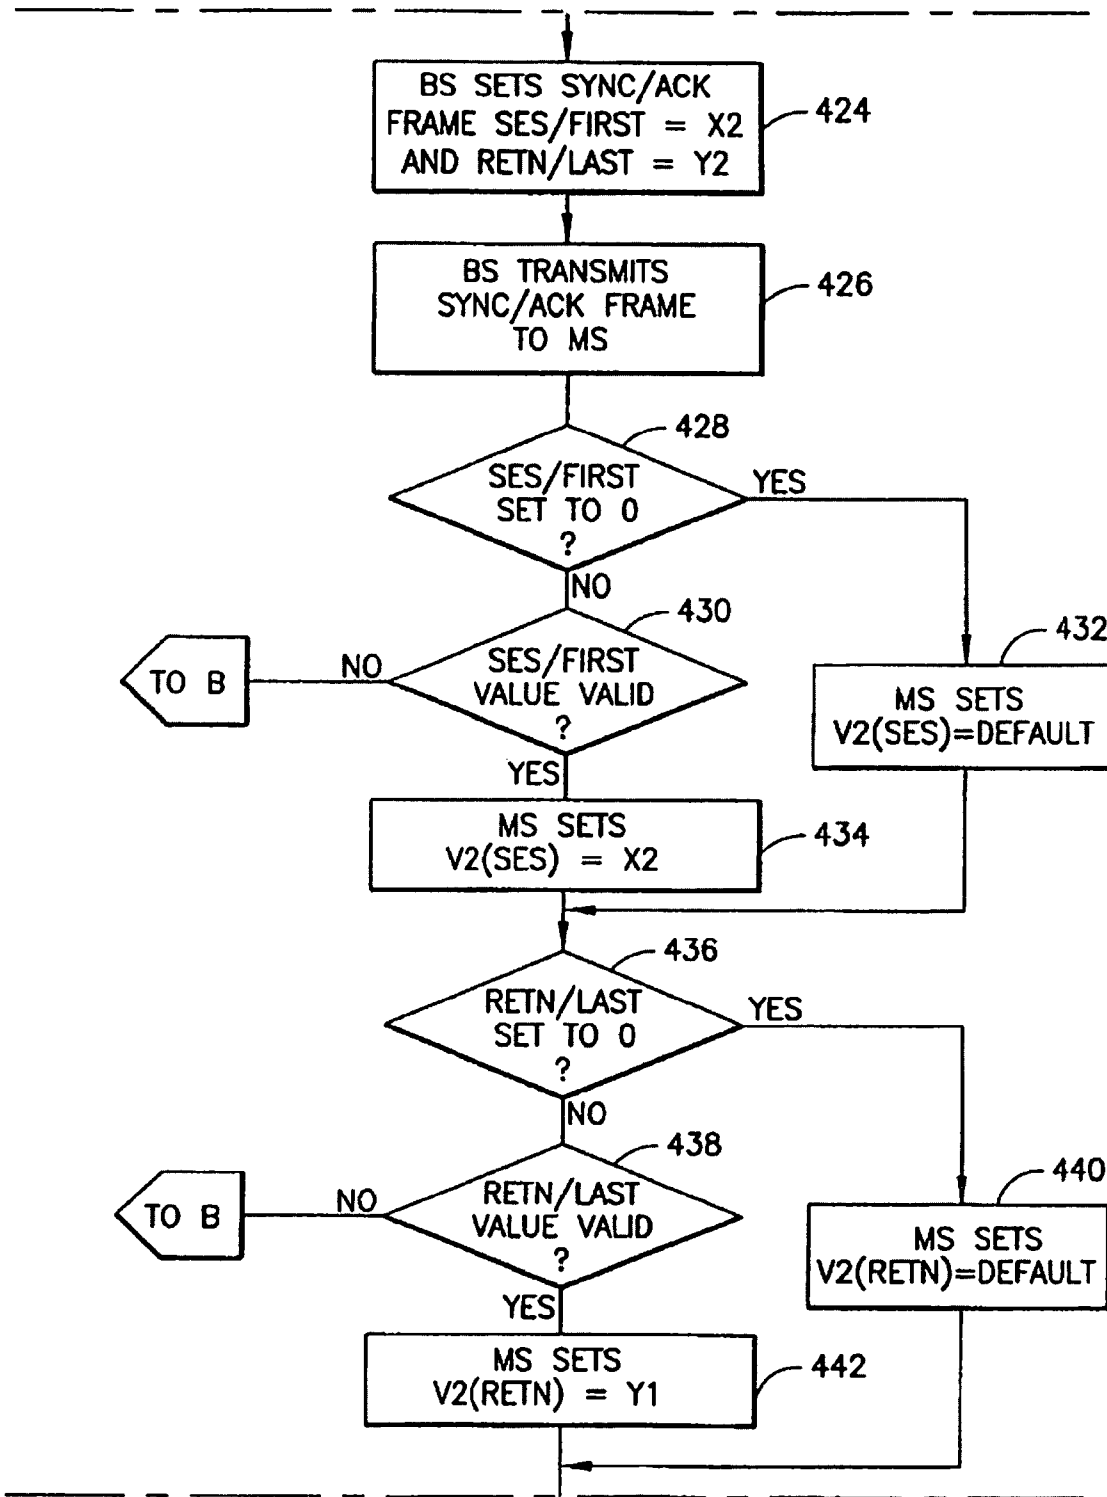 BS SETS SYNC/ACK
FRAME SES/FIRST = X2
AND RETN/LAST = Y2
424
BS TRANSMITS
SYNC/ACK FRAME
TO MS
426
428
SES/FIRST
SET TO 0
?
YES
NO
430
432
SES/FIRST
VALUE VALID
?
NO
TO B
MS SETS
V2(SES)=DEFAULT
YES
MS SETS
V2(SES) = X2
434
436
RETN/LAST
SET TO 0
?
YES
NO
438
440
RETN/LAST
VALUE VALID
?
NO
TO B
MS SETS
V2(RETN)=DEFAULT
YES
MS SETS
V2(RETN) = Y1
442